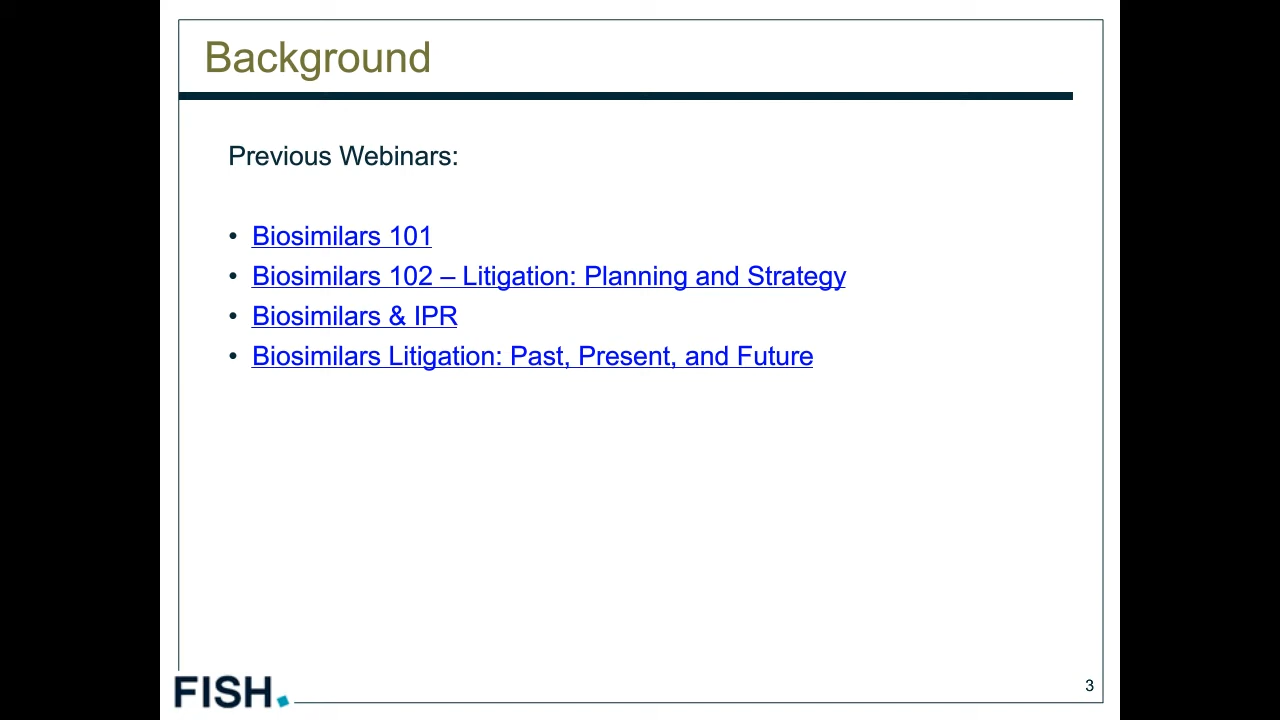 Background
Previous Webinars:
• Biosimilars 101
• Biosimilars 102 – Litigation: Planning and Strategy
• Biosimilars & IPR
• Biosimilars Litigation: Past, Present, and Future
FISH.
3